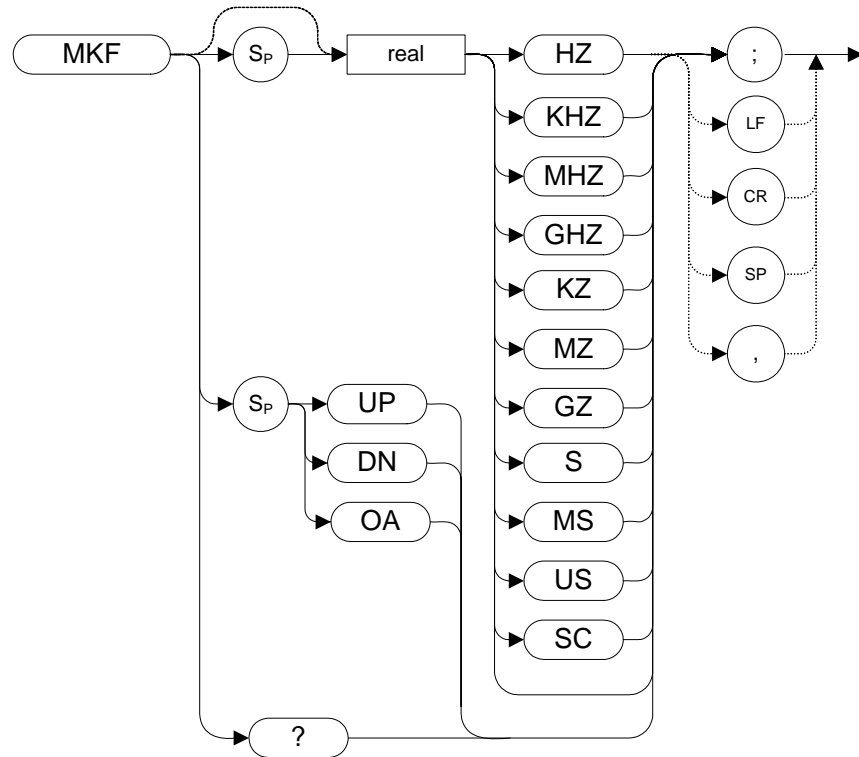 MKF SP real HZ ;
KHZ LF
MHZ
CR
GHZ
KZ SP
MZ ,
SP UP GZ
DN S
OA MS
US
SC
?